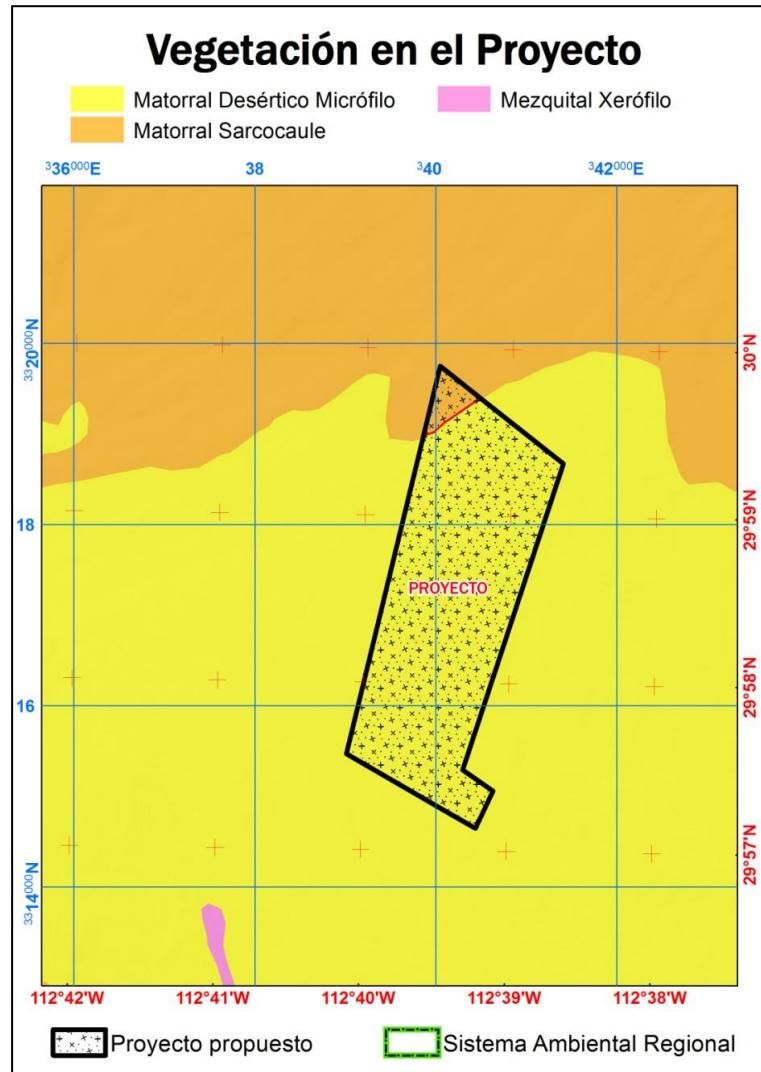 Vegetación en el Proyecto
Matorral Desértico Micrófilo
Mezquital Xerófilo
Matorral Sarcocaule
336000E 38 340 342000E
3320000N
18
16
3314000N
30°N
29°59'N
29°58'N
29°57'N
PROYECTO
112°42'W 112°41'W 112°40'W 112°39'W 112°38'W
Proyecto propuesto
Sistema Ambiental Regional